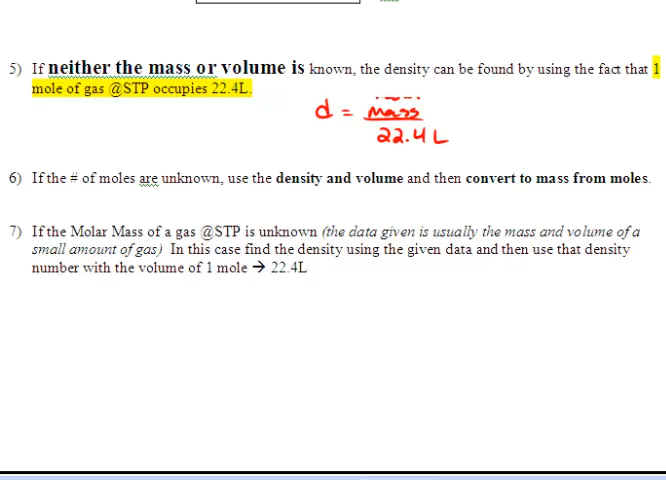 5) If neither the mass or volume is known, the density can be found by using the fact that 1
mole of gas @STP occupies 22.4L.
d = mass
22.4 L
6) If the # of moles are unknown, use the density and volume and then convert to mass from moles.
7) If the Molar Mass of a gas @STP is unknown (the data given is usually the mass and volume of a
small amount of gas) In this case find the density using the given data and then use that density
number with the volume of 1 mole → 22.4L